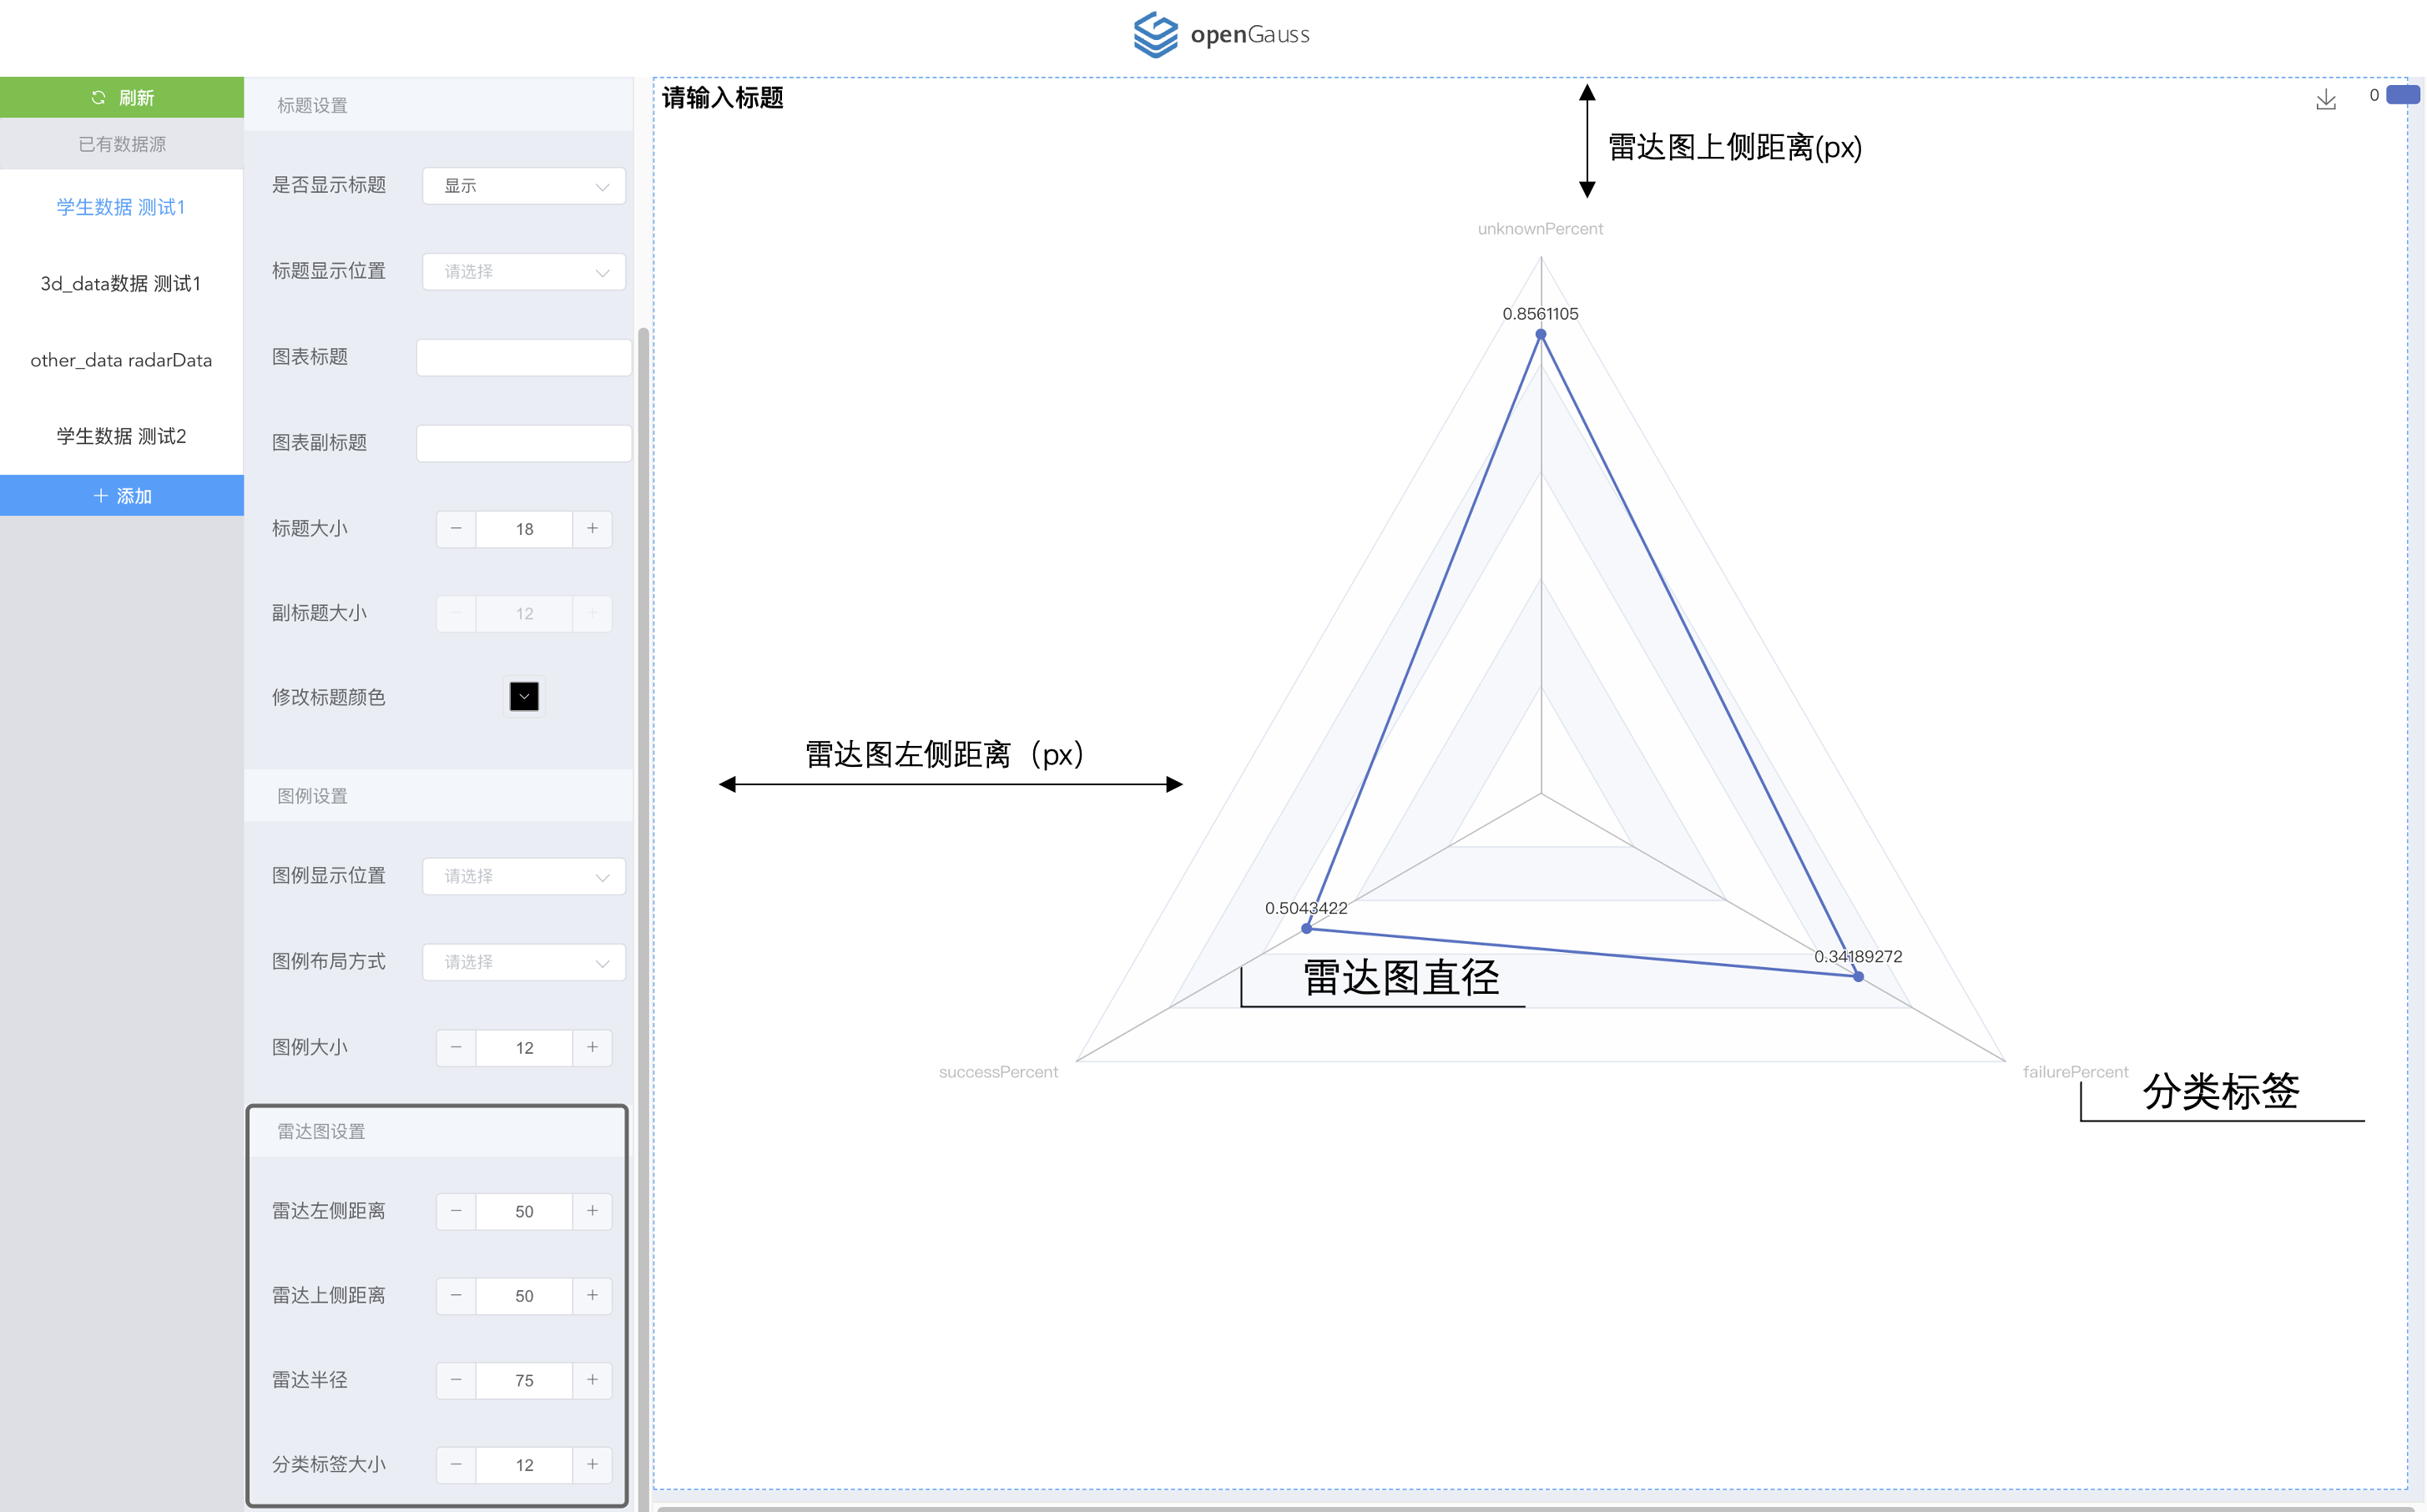 openGauss
刷新
已有数据源
学生数据 测试1
3d_data数据 测试1
other_data radarData
学生数据 测试2
添加
标题设置
是否显示标题 显示
标题显示位置 请选择
图表标题
图表副标题
标题大小 − 18 +
副标题大小 − 12 +
修改标题颜色
图例设置
图例显示位置 请选择
图例布局方式 请选择
图例大小 − 12 +
雷达图设置
雷达左侧距离 − 50 +
雷达上侧距离 − 50 +
雷达半径 − 75 +
分类标签大小 − 12 +
请输入标题
0
雷达图上侧距离(px)
unknownPercent
0.8561105
雷达图左侧距离（px）
0.5043422
0.34189272
雷达图直径
successPercent
failurePercent
分类标签